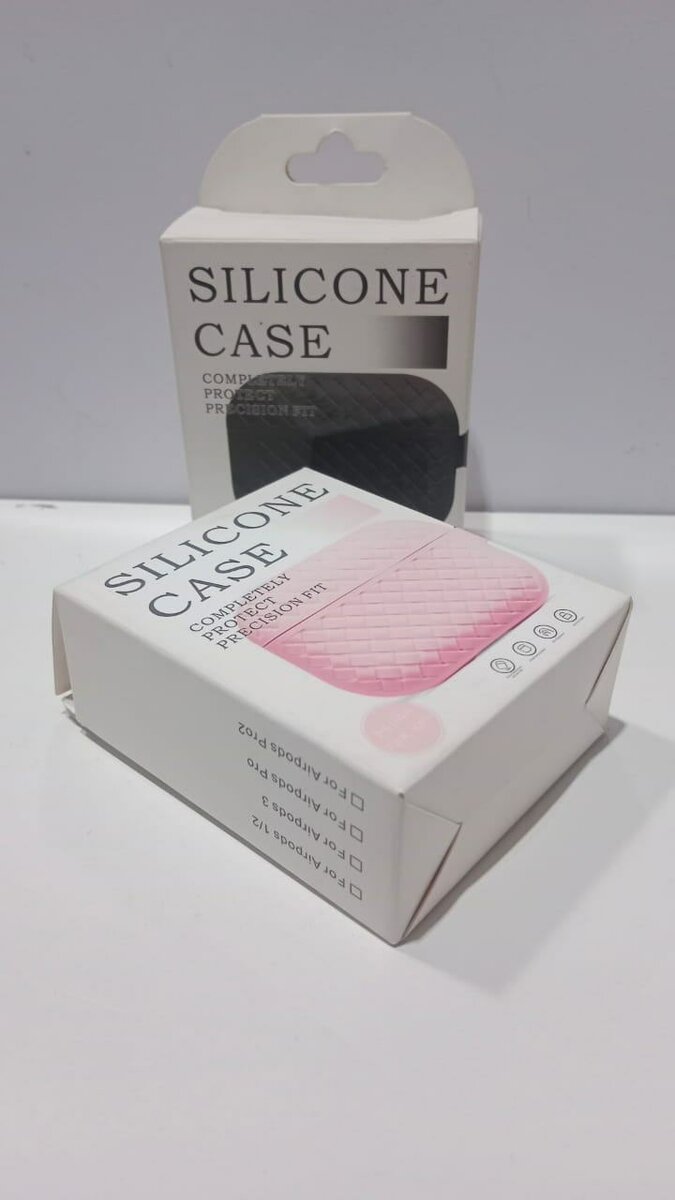 SILICONE
CASE
COMPLETELY
PROTECT
PRECISION FIT
SILICONE
CASE
COMPLETELY
PROTECT
PRECISION FIT
For Airpods Pro2
For Airpods Pro
For Airpods 3
For Airpods 1/2